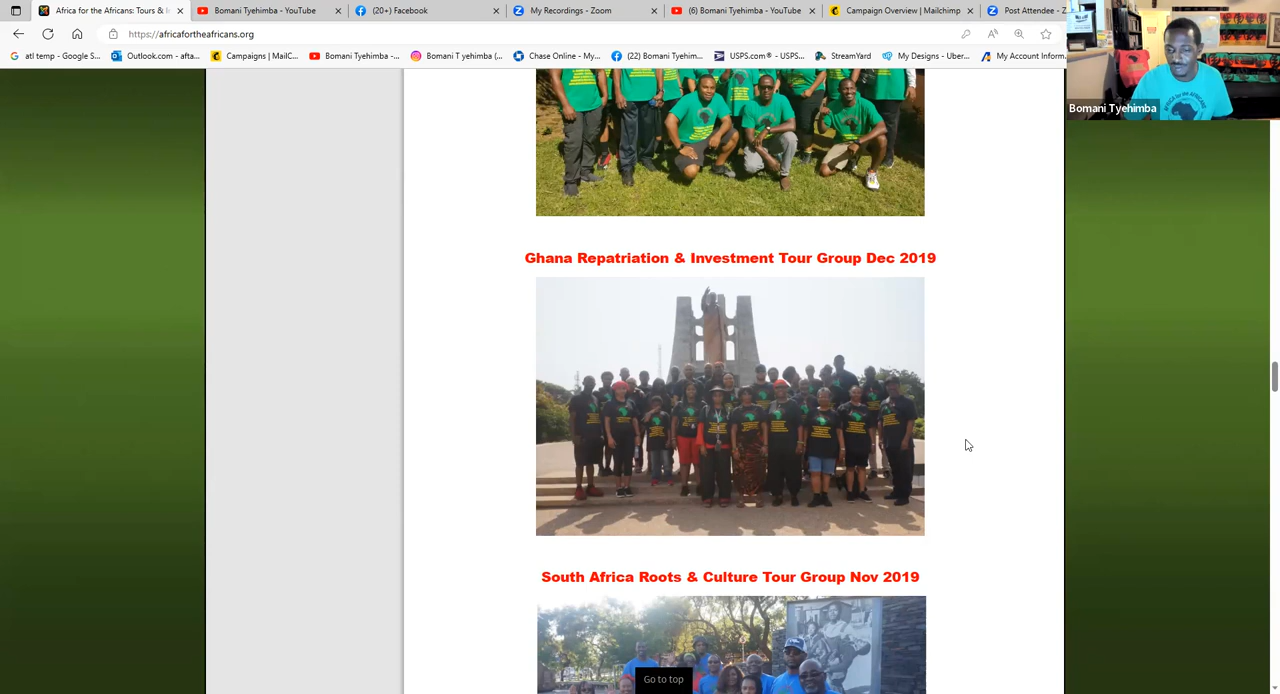 Africa for the Africans: Tours & I
Bomani Tyehimba - YouTube
(20+) Facebook
My Recordings - Zoom
(6) Bomani Tyehimba - YouTube
Campaign Overview | Mailchimp
Post Attendee - Z
https://africafortheafricans.org
atl temp - Google S...
Outlook.com - afta...
Campaigns | MailC...
Bomani Tyehimba -...
Bomani T yehimba (...
Chase Online - My...
(22) Bomani Tyehim...
USPS.com® - USPS...
StreamYard
My Designs - Uber...
My Account Inform
Bomani Tyehimba
Ghana Repatriation & Investment Tour Group Dec 2019
South Africa Roots & Culture Tour Group Nov 2019
Go to top